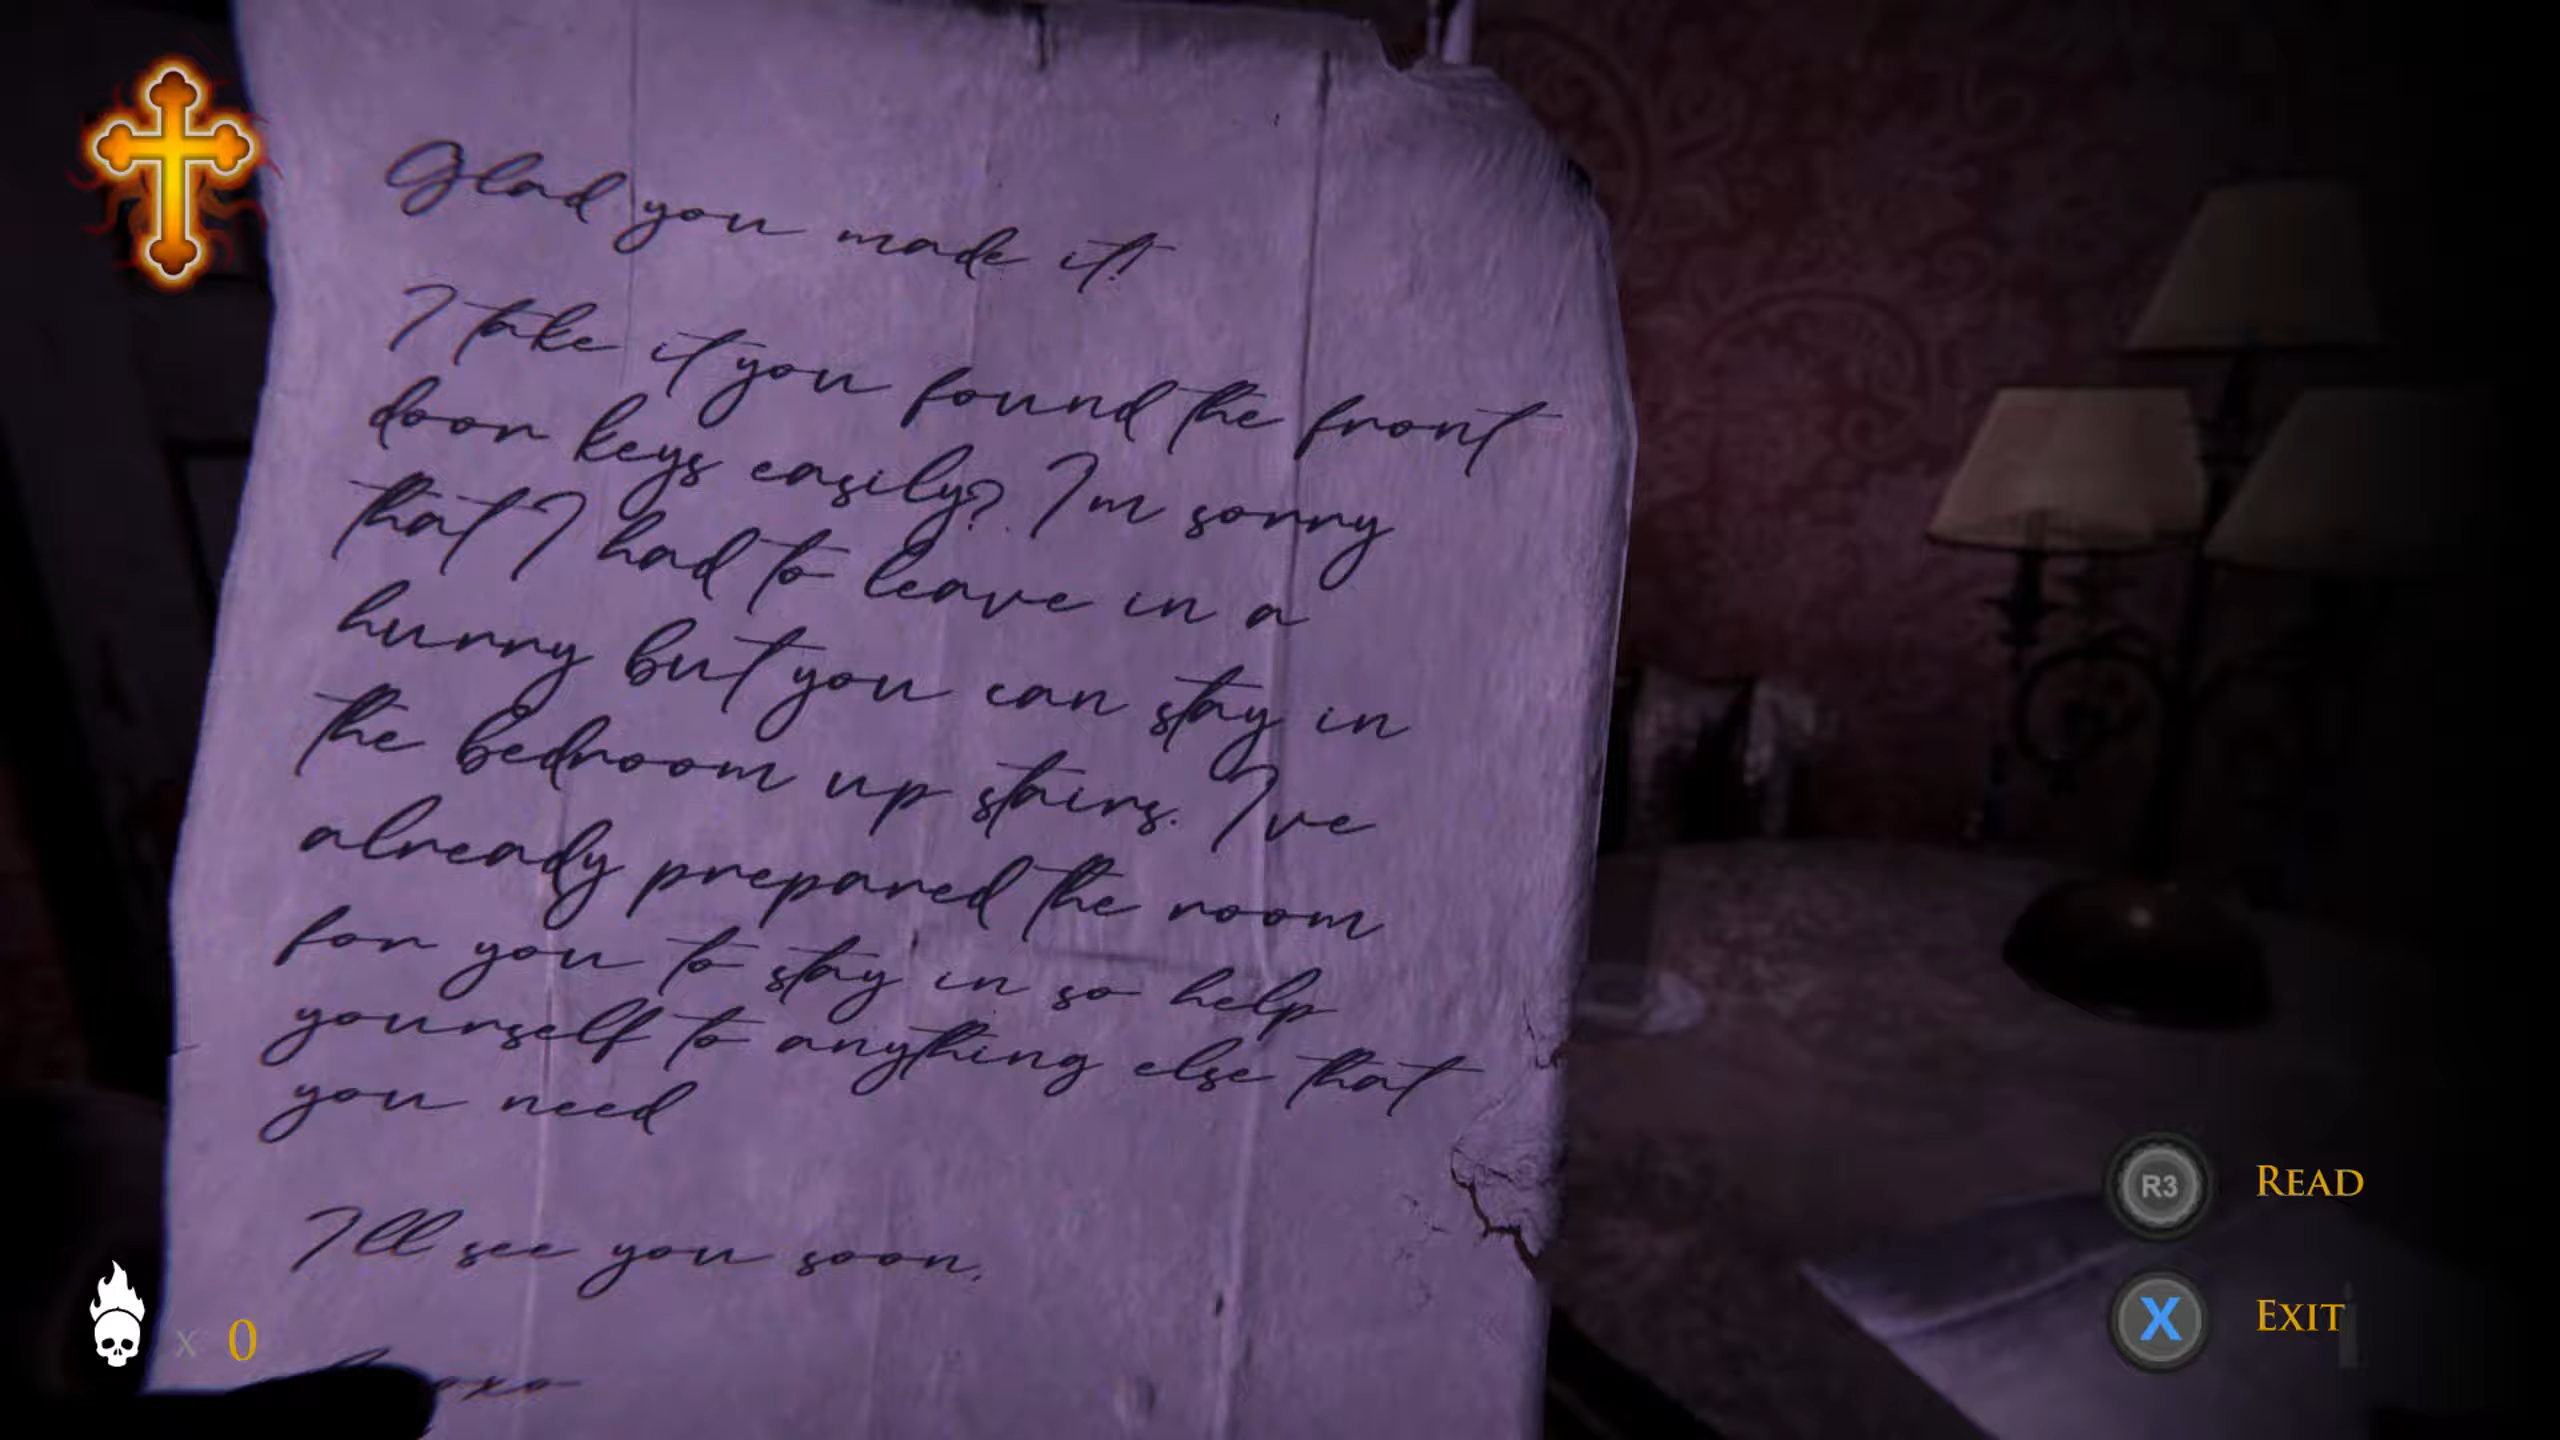 Glad you made it!
I take it you found the front
door keys easily? I'm sorry
that I had to leave in a
hurry but you can stay in
the bedroom up stairs. I've
already prepared the room
for you to stay in so help
yourself to anything else that
you need
I'll see you soon,
R3 READ
X EXIT
x 0